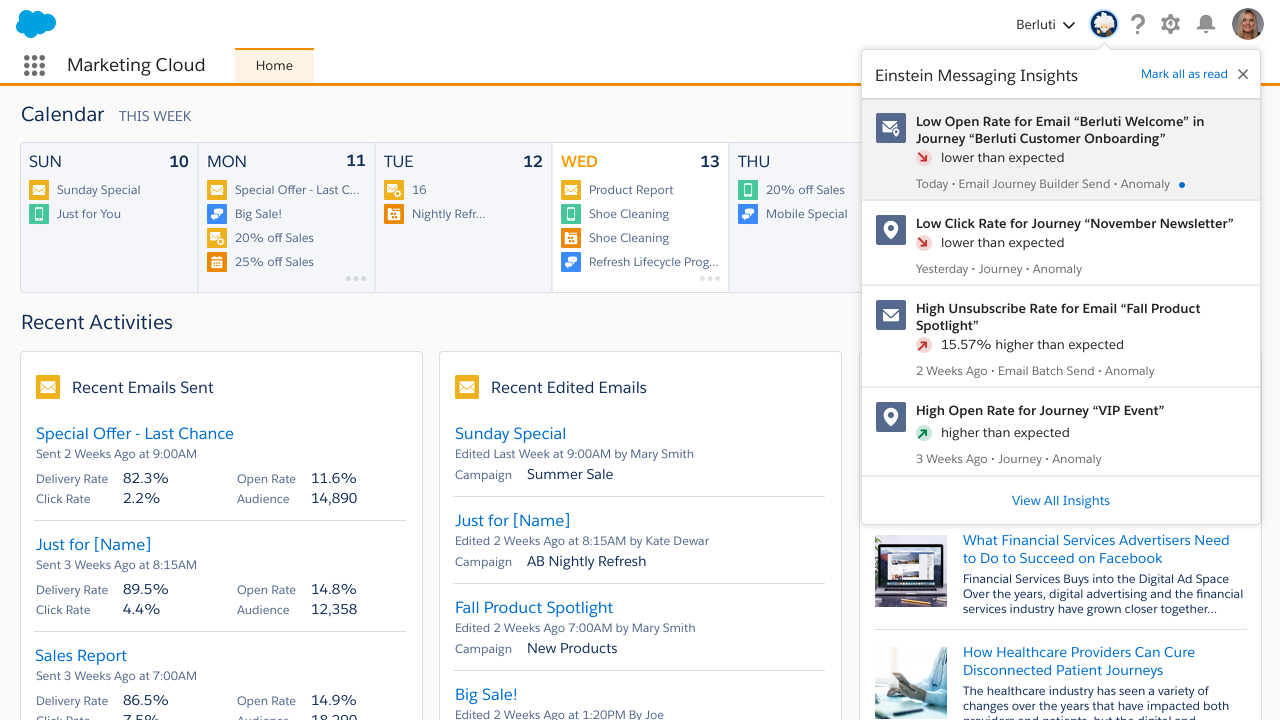 Berluti
Marketing Cloud
Home
Einstein Messaging Insights
Mark all as read
Low Open Rate for Email “Berluti Welcome” in
Journey “Berluti Customer Onboarding”
lower than expected
Today • Email Journey Builder Send • Anomaly
Low Click Rate for Journey “November Newsletter”
lower than expected
Yesterday • Journey • Anomaly
High Unsubscribe Rate for Email “Fall Product
Spotlight”
15.57% higher than expected
2 Weeks Ago • Email Batch Send • Anomaly
High Open Rate for Journey “VIP Event”
higher than expected
3 Weeks Ago • Journey • Anomaly
View All Insights
Calendar THIS WEEK
SUN 10
Sunday Special
Just for You
MON 11
Special Offer - Last C...
Big Sale!
20% off Sales
25% off Sales
TUE 12
16
Nightly Refr...
WED 13
Product Report
Shoe Cleaning
Shoe Cleaning
Refresh Lifecycle Prog...
THU
20% off Sales
Mobile Special
Recent Activities
Recent Emails Sent
Special Offer - Last Chance
Sent 2 Weeks Ago at 9:00AM
Delivery Rate 82.3% Open Rate 11.6%
Click Rate 2.2% Audience 14,890
Just for [Name]
Sent 3 Weeks Ago at 8:15AM
Delivery Rate 89.5% Open Rate 14.8%
Click Rate 4.4% Audience 12,358
Sales Report
Sent 3 Weeks Ago at 7:00AM
Delivery Rate 86.5% Open Rate 14.9%
Click Rate 7.5% Audience 18,290
Recent Edited Emails
Sunday Special
Edited Last Week at 9:00AM by Mary Smith
Campaign Summer Sale
Just for [Name]
Edited 2 Weeks Ago at 8:15AM by Kate Dewar
Campaign AB Nightly Refresh
Fall Product Spotlight
Edited 2 Weeks Ago 7:00AM by Mary Smith
Campaign New Products
Big Sale!
Edited 2 Weeks Ago at 1:20PM By Joe
What Financial Services Advertisers Need
to Do to Succeed on Facebook
Financial Services Buys into the Digital Ad Space
Over the years, digital advertising and the financial
services industry have grown closer together...
How Healthcare Providers Can Cure
Disconnected Patient Journeys
The healthcare industry has seen a variety of
changes over the years that have impacted both
providers and patients, but the digital and